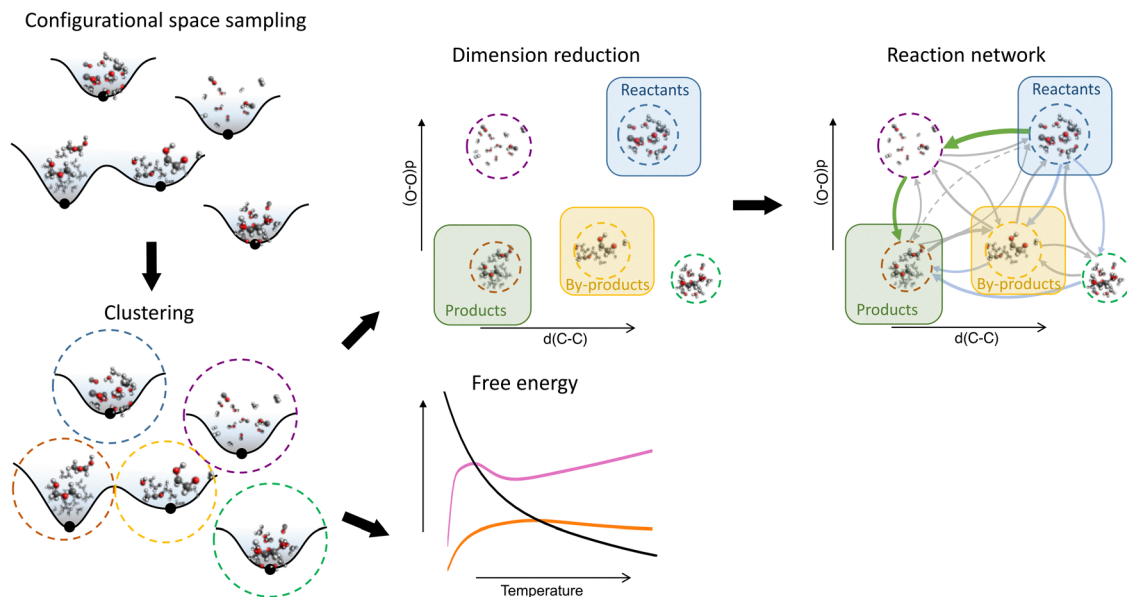 Configurational space sampling
Clustering
Dimension reduction
d(O-O)
Reactants
Products
By-products
d(C-C)
Free energy
Temperature
Reaction network
d(O-O)
Reactants
Products
By-products
d(C-C)